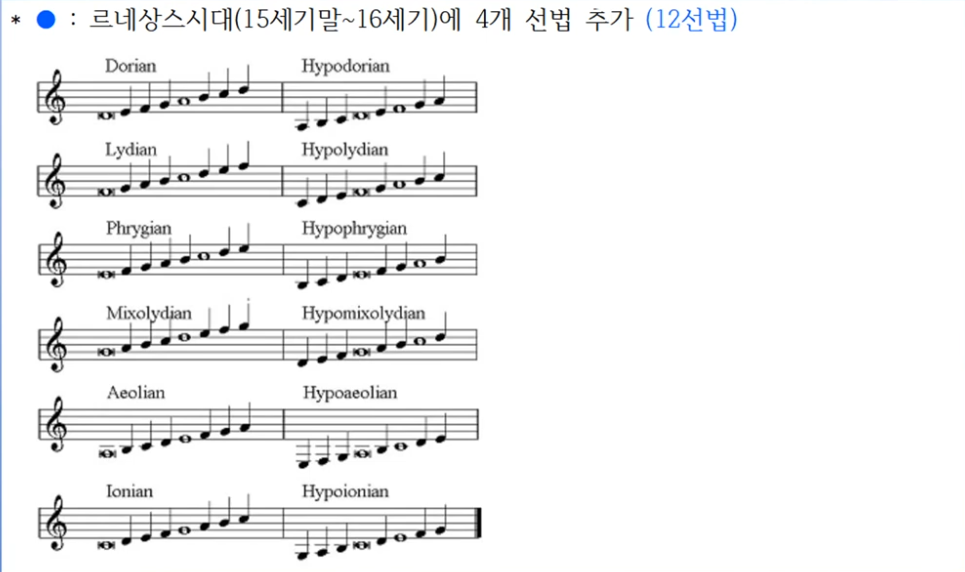 * ● : 르네상스시대(15세기말~16세기)에 4개 선법 추가 (12선법)
Dorian Hypodorian
Lydian Hypolydian
Phrygian Hypophrygian
Mixolydian Hypomixolydian
Aeolian Hypoaeolian
Ionian Hypoionian